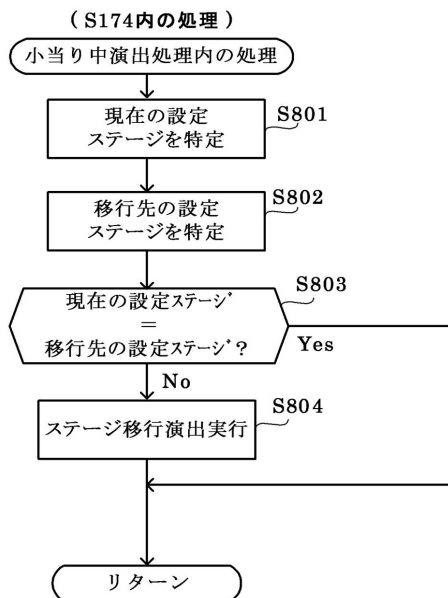 (S174内の処理)
小当り中演出処理内の処理
現在の設定
ステージを特定
S801
移行先の設定
ステージを特定
S802
現在の設定ステージ
=
移行先の設定ステージ?
S803
Yes
No
ステージ移行演出実行
S804
リターン